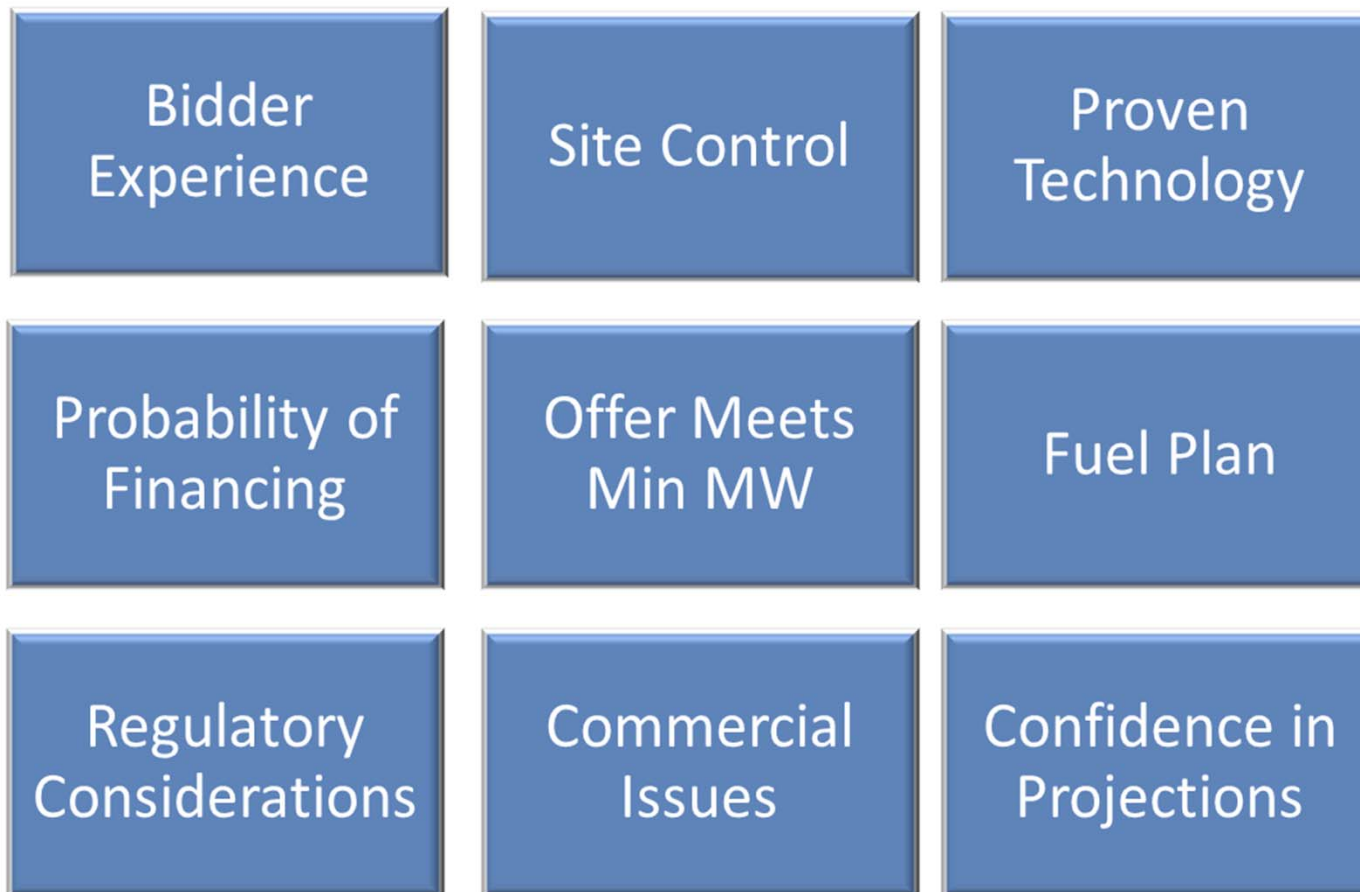 Bidder
Experience
Site Control
Proven
Technology
Probability of
Financing
Offer Meets
Min MW
Fuel Plan
Regulatory
Considerations
Commercial
Issues
Confidence in
Projections